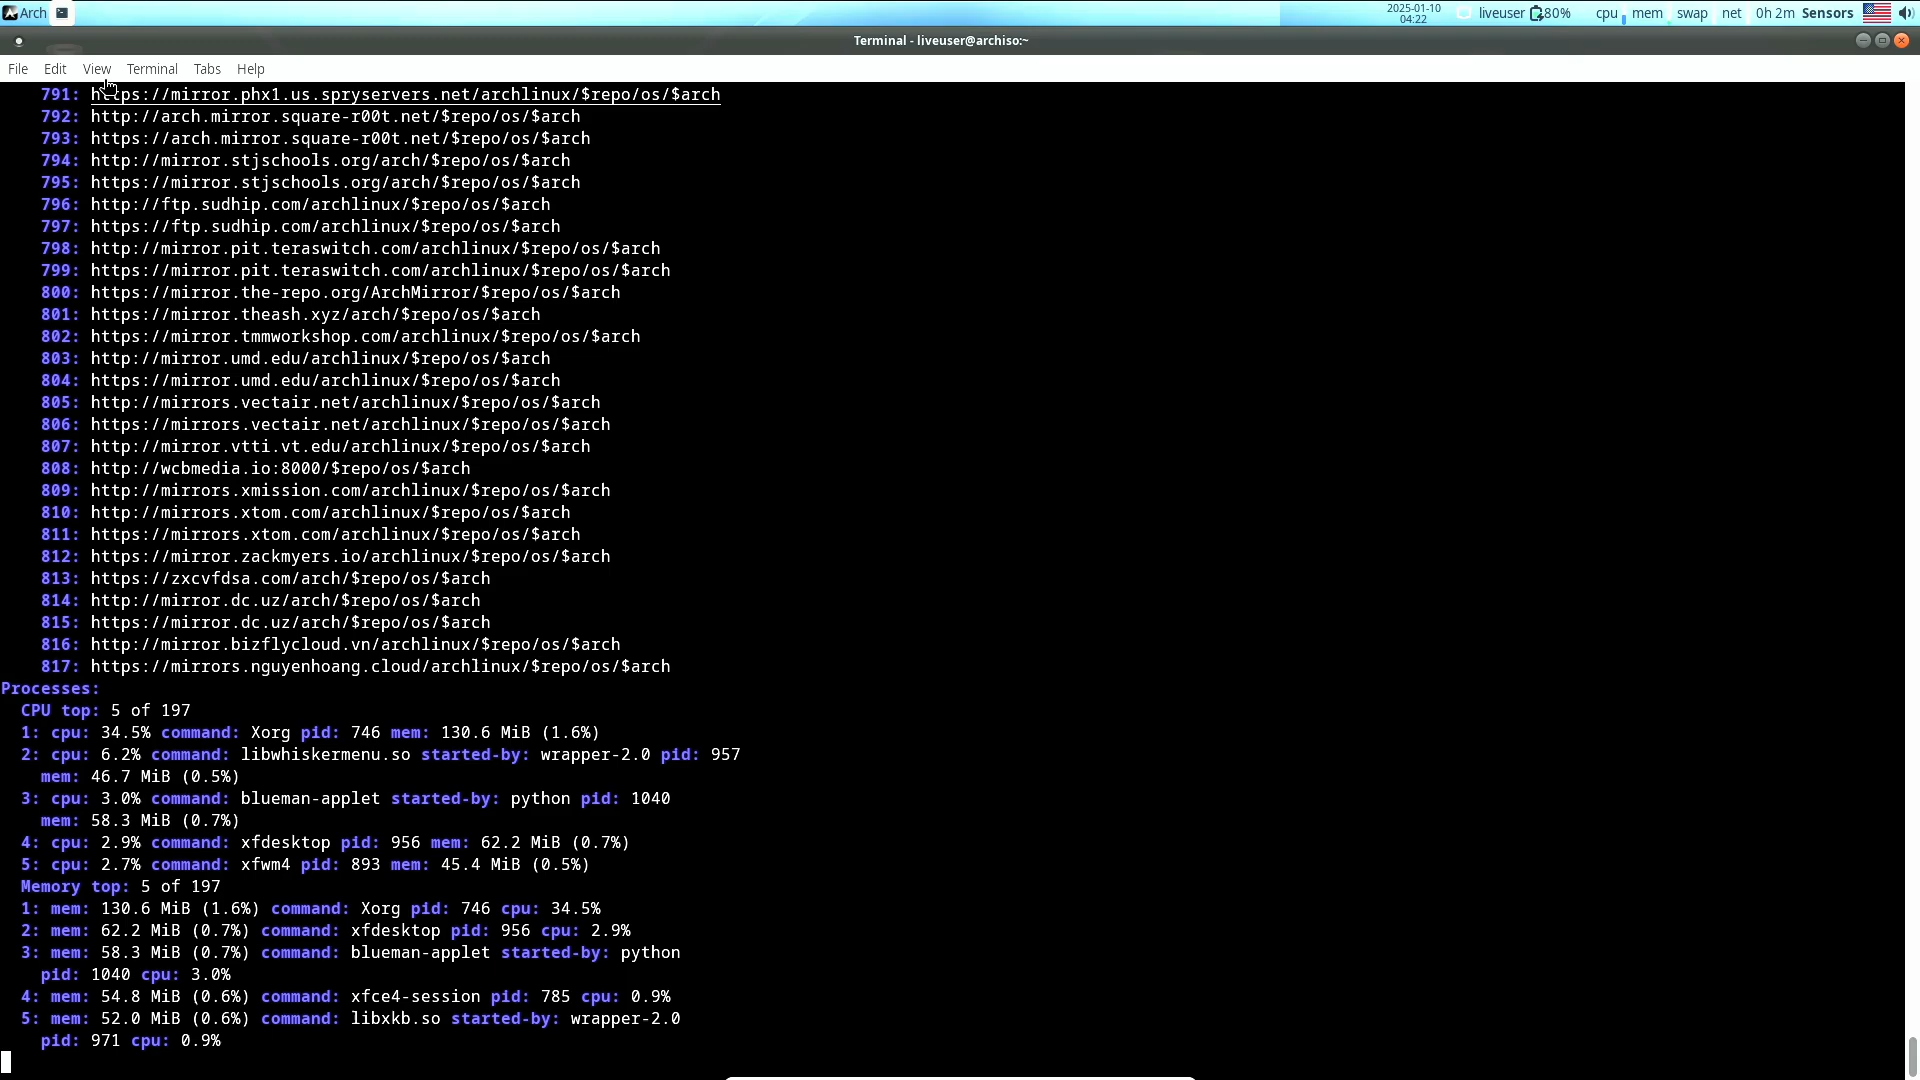 Arch 2025-01-10 04:22 liveuser 80% cpu mem swap net 0h 2m Sensors
Terminal - liveuser@archiso:~
File Edit View Terminal Tabs Help
791: https://mirror.phx1.us.spryservers.net/archlinux/$repo/os/$arch
792: http://arch.mirror.square-r00t.net/$repo/os/$arch
793: https://arch.mirror.square-r00t.net/$repo/os/$arch
794: http://mirror.stjschools.org/arch/$repo/os/$arch
795: https://mirror.stjschools.org/arch/$repo/os/$arch
796: http://ftp.sudhip.com/archlinux/$repo/os/$arch
797: https://ftp.sudhip.com/archlinux/$repo/os/$arch
798: http://mirror.pit.teraswitch.com/archlinux/$repo/os/$arch
799: https://mirror.pit.teraswitch.com/archlinux/$repo/os/$arch
800: https://mirror.the-repo.org/ArchMirror/$repo/os/$arch
801: https://mirror.theash.xyz/arch/$repo/os/$arch
802: https://mirror.tmmworkshop.com/archlinux/$repo/os/$arch
803: http://mirror.umd.edu/archlinux/$repo/os/$arch
804: https://mirror.umd.edu/archlinux/$repo/os/$arch
805: http://mirrors.vectair.net/archlinux/$repo/os/$arch
806: https://mirrors.vectair.net/archlinux/$repo/os/$arch
807: http://mirror.vtti.vt.edu/archlinux/$repo/os/$arch
808: http://wcbmedia.io:8000/$repo/os/$arch
809: http://mirrors.xmission.com/archlinux/$repo/os/$arch
810: http://mirrors.xtom.com/archlinux/$repo/os/$arch
811: https://mirrors.xtom.com/archlinux/$repo/os/$arch
812: https://mirror.zackmyers.io/archlinux/$repo/os/$arch
813: https://zxcvfdsa.com/arch/$repo/os/$arch
814: http://mirror.dc.uz/arch/$repo/os/$arch
815: https://mirror.dc.uz/arch/$repo/os/$arch
816: http://mirror.bizflycloud.vn/archlinux/$repo/os/$arch
817: https://mirrors.nguyenhoang.cloud/archlinux/$repo/os/$arch
Processes:
CPU top: 5 of 197
1: cpu: 34.5% command: Xorg pid: 746 mem: 130.6 MiB (1.6%)
2: cpu: 6.2% command: libwhiskermenu.so started-by: wrapper-2.0 pid: 957
mem: 46.7 MiB (0.5%)
3: cpu: 3.0% command: blueman-applet started-by: python pid: 1040
mem: 58.3 MiB (0.7%)
4: cpu: 2.9% command: xfdesktop pid: 956 mem: 62.2 MiB (0.7%)
5: cpu: 2.7% command: xfwm4 pid: 893 mem: 45.4 MiB (0.5%)
Memory top: 5 of 197
1: mem: 130.6 MiB (1.6%) command: Xorg pid: 746 cpu: 34.5%
2: mem: 62.2 MiB (0.7%) command: xfdesktop pid: 956 cpu: 2.9%
3: mem: 58.3 MiB (0.7%) command: blueman-applet started-by: python
pid: 1040 cpu: 3.0%
4: mem: 54.8 MiB (0.6%) command: xfce4-session pid: 785 cpu: 0.9%
5: mem: 52.0 MiB (0.6%) command: libxkb.so started-by: wrapper-2.0
pid: 971 cpu: 0.9%